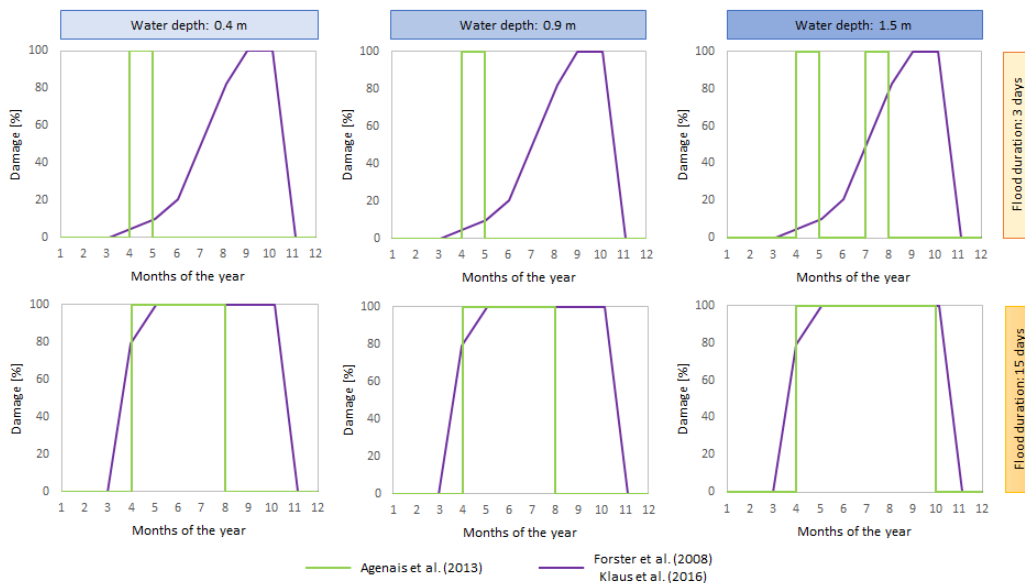 Water depth: 0.4 m
Water depth: 0.9 m
Water depth: 1.5 m
Damage [%]
100
80
60
40
20
0
1 2 3 4 5 6 7 8 9 10 11 12
Months of the year
Damage [%]
100
80
60
40
20
0
1 2 3 4 5 6 7 8 9 10 11 12
Months of the year
Damage [%]
100
80
60
40
20
0
1 2 3 4 5 6 7 8 9 10 11 12
Months of the year
Flood duration: 3 days
Damage [%]
100
80
60
40
20
0
1 2 3 4 5 6 7 8 9 10 11 12
Months of the year
Damage [%]
100
80
60
40
20
0
1 2 3 4 5 6 7 8 9 10 11 12
Months of the year
Damage [%]
100
80
60
40
20
0
1 2 3 4 5 6 7 8 9 10 11 12
Months of the year
Flood duration: 15 days
Agenais et al. (2013)
Forster et al. (2008)
Klaus et al. (2016)